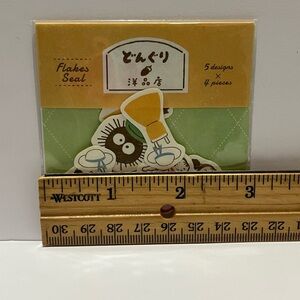 Flakes
Seal
どんぐり
洋品店
5 designs
×
4 pieces
1 2 3
WESTCOTT
30 29 28 27 26 25 24 23 22